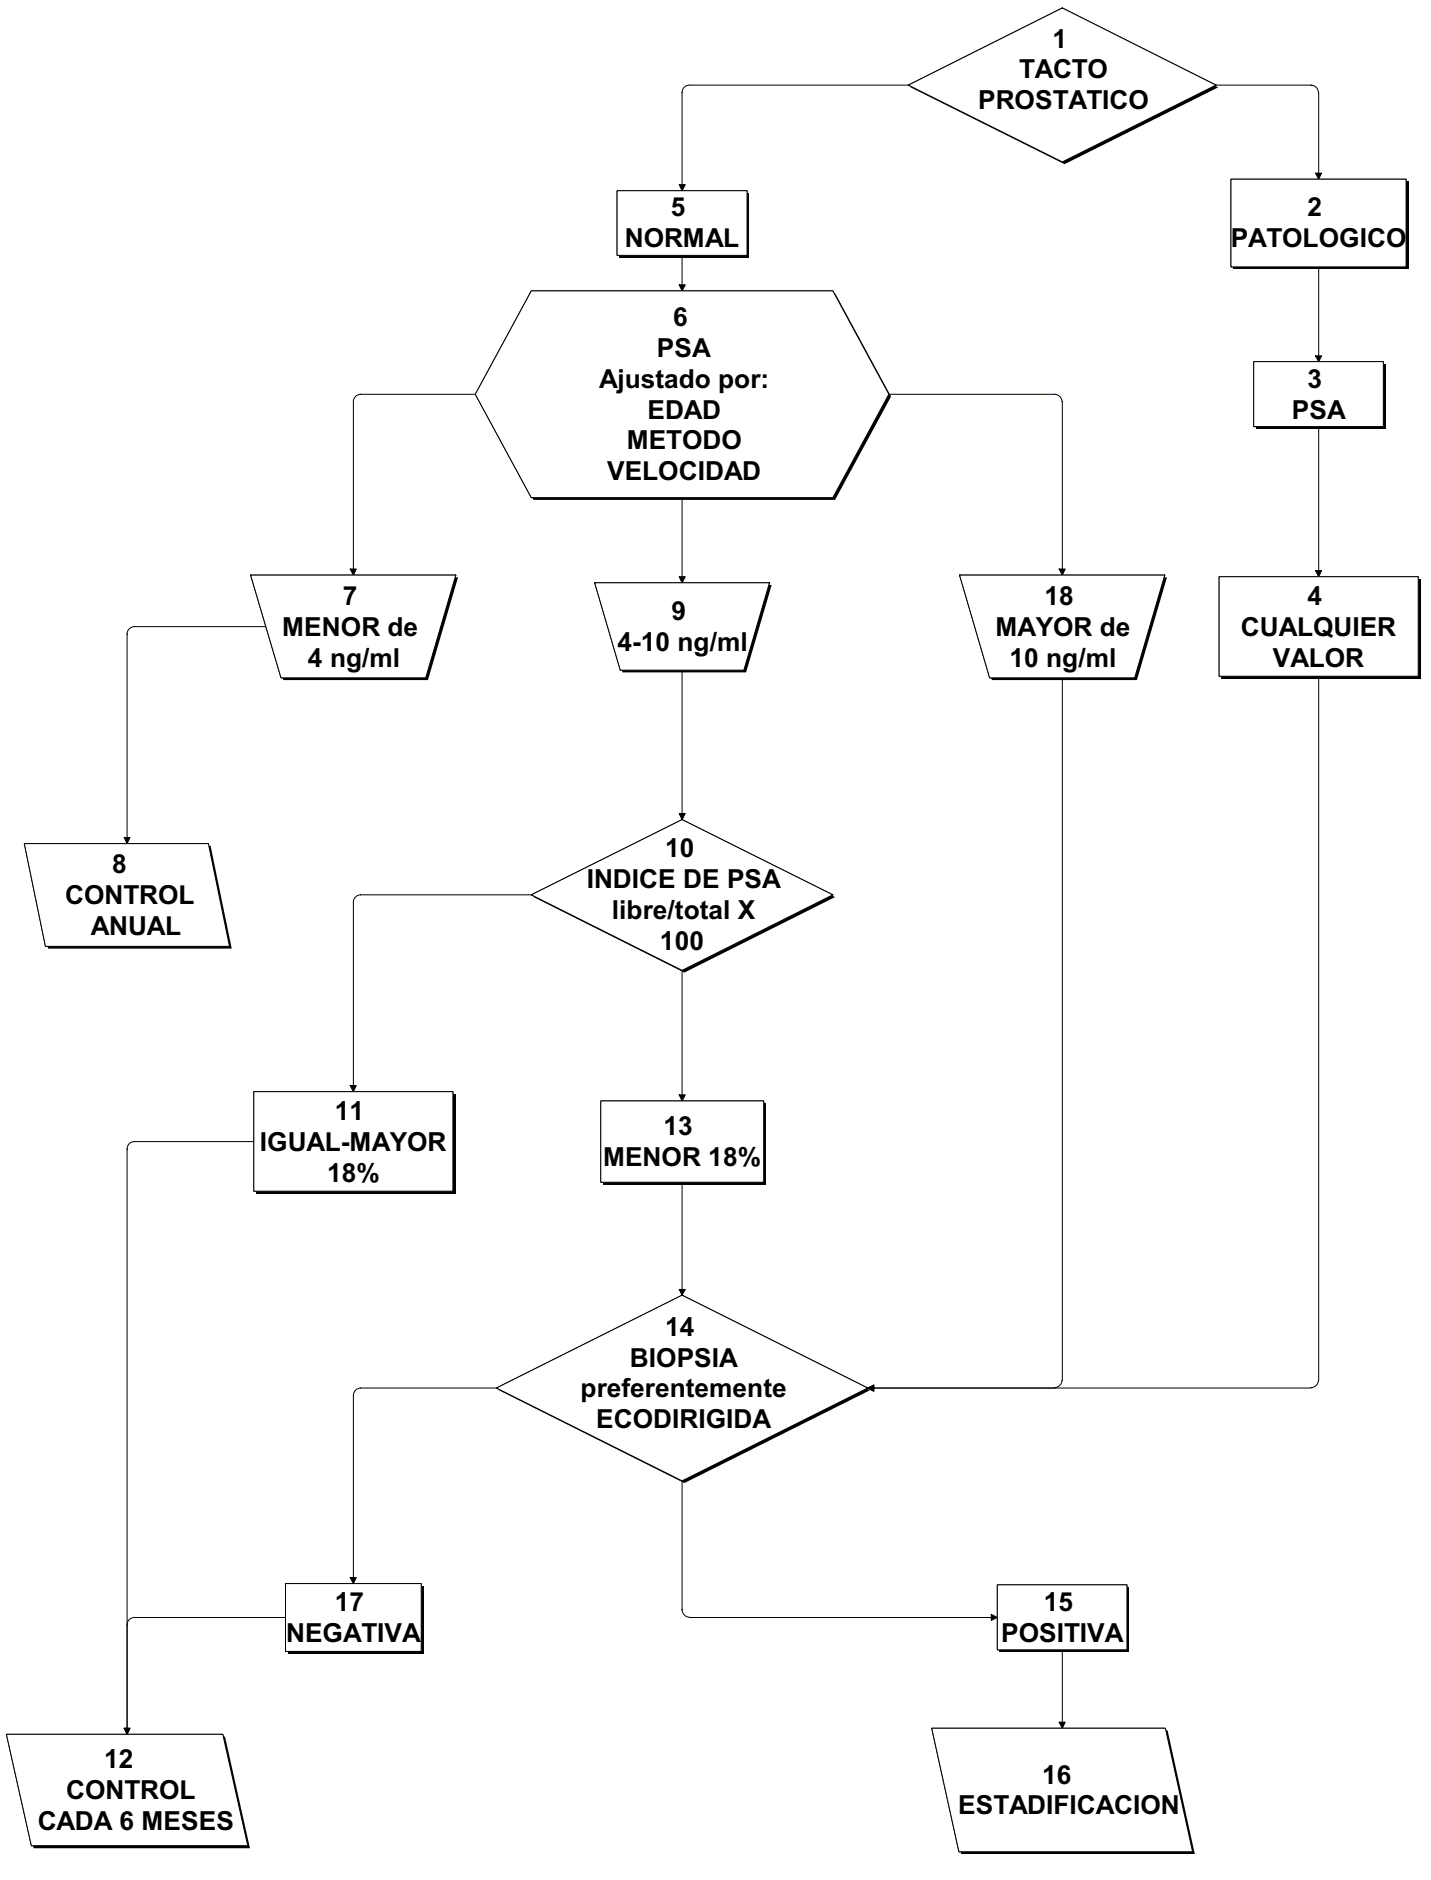 1
TACTO
PROSTATICO
5
NORMAL
2
PATOLOGICO
6
PSA
Ajustado por:
EDAD
METODO
VELOCIDAD
3
PSA
7
MENOR de
4 ng/ml
9
4-10 ng/ml
18
MAYOR de
10 ng/ml
4
CUALQUIER
VALOR
8
CONTROL
ANUAL
10
INDICE DE PSA
libre/total X
100
11
IGUAL-MAYOR
18%
13
MENOR 18%
14
BIOPSIA
preferentemente
ECODIRIGIDA
17
NEGATIVA
15
POSITIVA
12
CONTROL
CADA 6 MESES
16
ESTADIFICACION